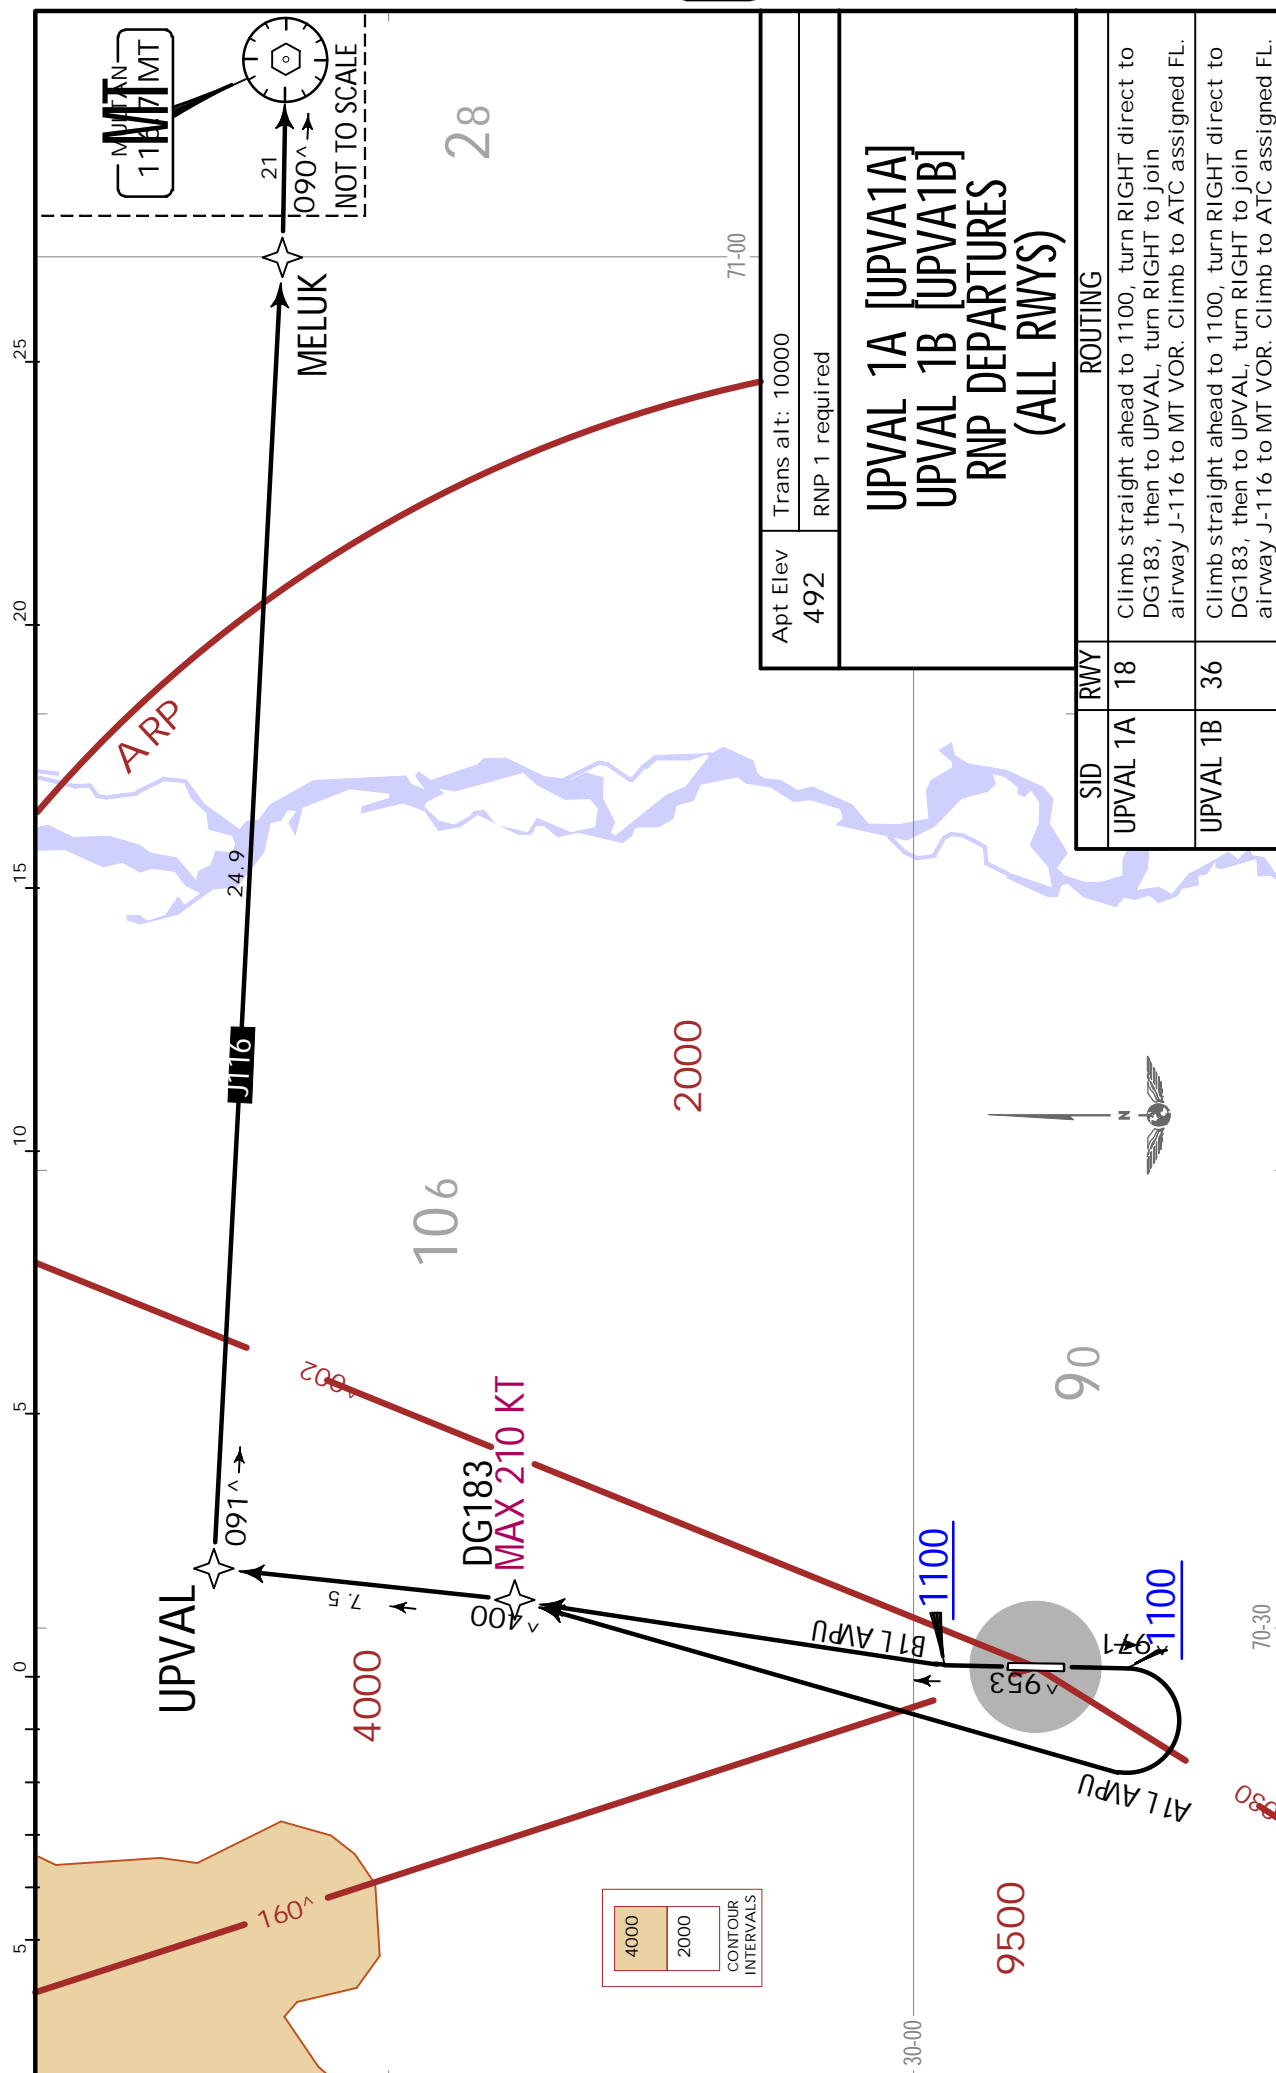 5
0
5
10
15
20
25
MULTAN
MT
NOT TO SCALE
21
090^
MELUK
UPVAL
091^
J116
24.9
ARP
28
71-00
7.5
4000
106
2000
DG183
MAX 210 KT
160^
1100
UPVAL 1B
^953
1100
UPVAL 1A
90
9500
30-00
70-30
4000
2000
CONTOUR
INTERVALS
N
Apt Elev
492
Trans alt: 10000
RNP 1 required
UPVAL 1A [UPVA1A]
UPVAL 1B [UPVA1B]
RNP DEPARTURES
(ALL RWYS)
SID RWY ROUTING
UPVAL 1A 18 Climb straight ahead to 1100, turn RIGHT direct to
DG183, then to UPVAL, turn RIGHT to join
airway J-116 to MT VOR. Climb to ATC assigned FL.
UPVAL 1B 36 Climb straight ahead to 1100, turn RIGHT direct to
DG183, then to UPVAL, turn RIGHT to join
airway J-116 to MT VOR. Climb to ATC assigned FL.